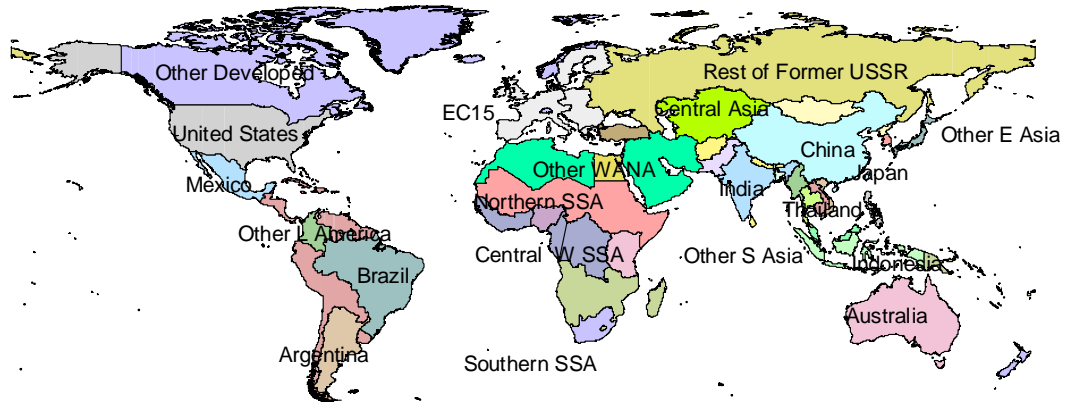 Other Developed
Rest of Former USSR
EC15
Central Asia
United States
Other E Asia
China
Other WANA
Japan
Mexico
India
Northern SSA
Thailand
Other L America
Central W SSA
Other S Asia
Indonesia
Brazil
Australia
Argentina
Southern SSA